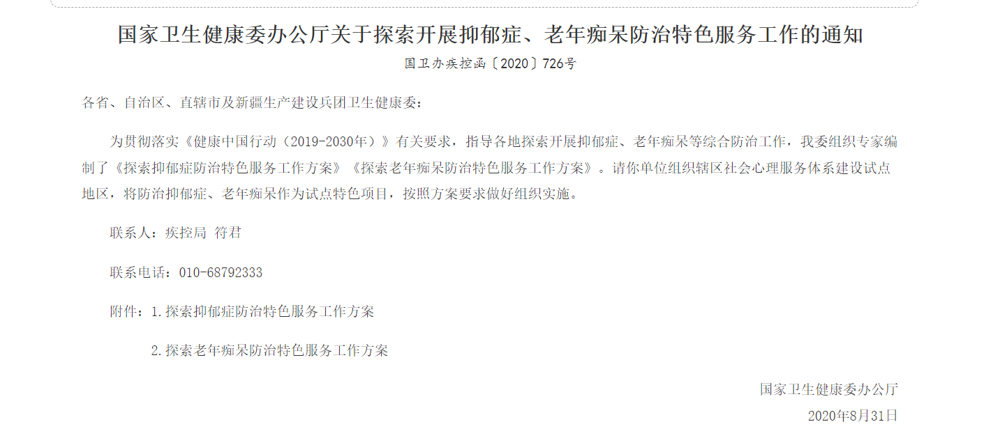 国家卫生健康委办公厅关于探索开展抑郁症、老年痴呆防治特色服务工作的通知
国卫办疾控函〔2020〕726号
各省、自治区、直辖市及新疆生产建设兵团卫生健康委：
为贯彻落实《健康中国行动（2019-2030年）》有关要求，指导各地探索开展抑郁症、老年痴呆等综合防治工作，我委组织专家编
制了《探索抑郁症防治特色服务工作方案》《探索老年痴呆防治特色服务工作方案》。请你单位组织辖区社会心理服务体系建设试点
地区，将防治抑郁症、老年痴呆作为试点特色项目，按照方案要求做好组织实施。
联系人：疾控局 符君
联系电话：010-68792333
附件：1.探索抑郁症防治特色服务工作方案
2.探索老年痴呆防治特色服务工作方案
国家卫生健康委办公厅
2020年8月31日